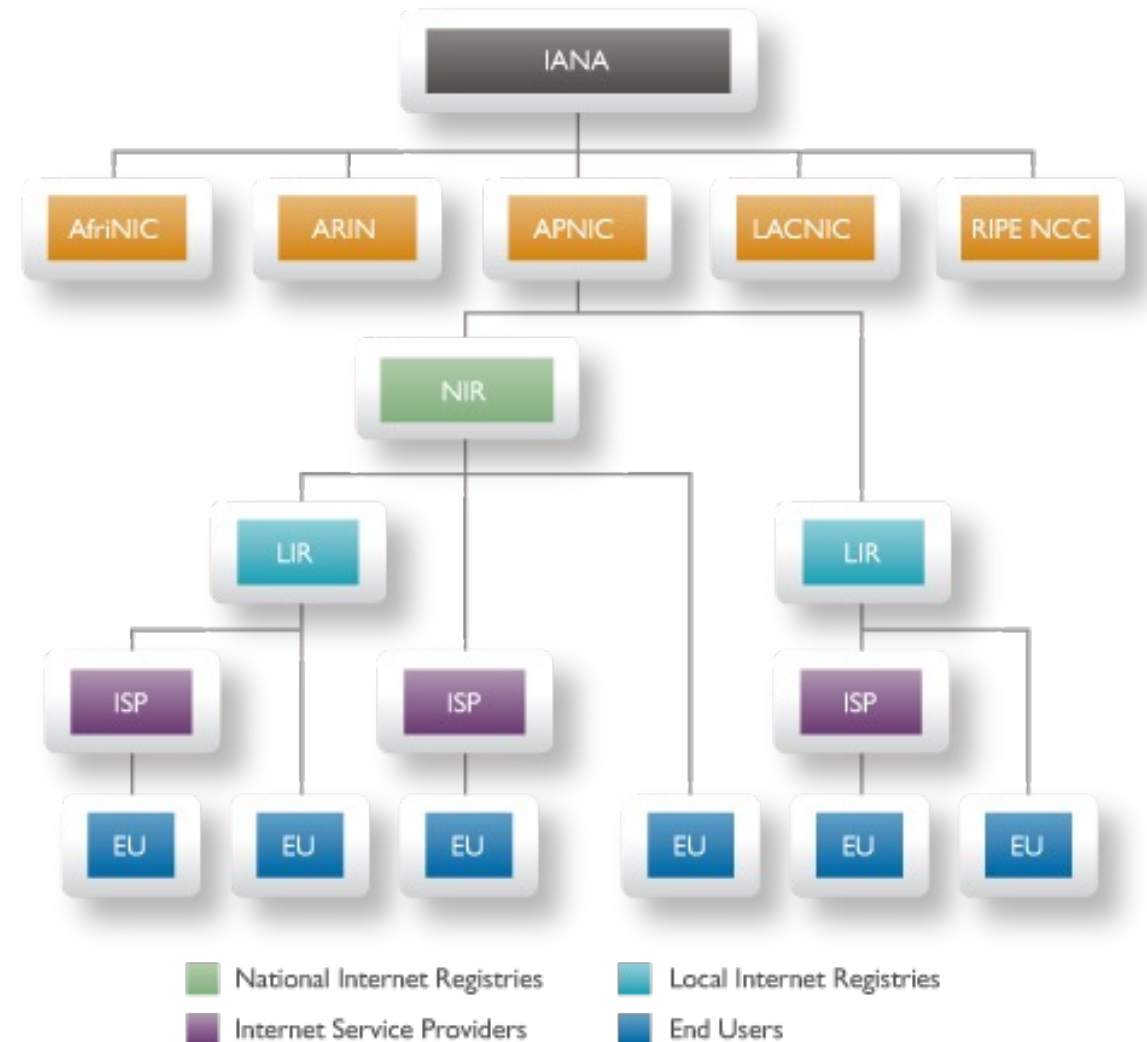 IANA
AfriNIC ARIN APNIC LACNIC RIPE NCC
NIR
LIR LIR
ISP ISP ISP
EU EU EU EU EU EU
National Internet Registries Local Internet Registries
Internet Service Providers End Users